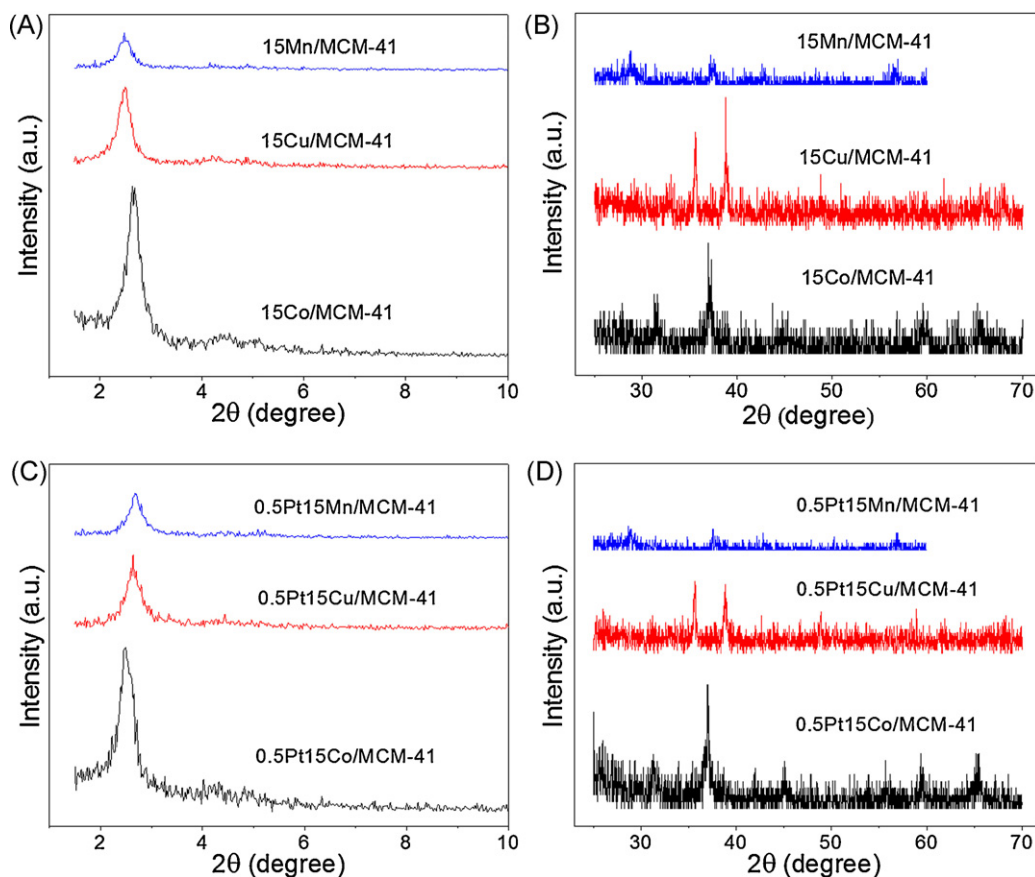 (A)
15Mn/MCM-41
15Cu/MCM-41
15Co/MCM-41
Intensity (a.u.)
2 4 6 8 10
2θ (degree)
(B)
15Mn/MCM-41
15Cu/MCM-41
15Co/MCM-41
Intensity (a.u.)
30 40 50 60 70
2θ (degree)
(C)
0.5Pt15Mn/MCM-41
0.5Pt15Cu/MCM-41
0.5Pt15Co/MCM-41
Intensity (a.u.)
2 4 6 8 10
2θ (degree)
(D)
0.5Pt15Mn/MCM-41
0.5Pt15Cu/MCM-41
0.5Pt15Co/MCM-41
Intensity (a.u.)
30 40 50 60 70
2θ (degree)